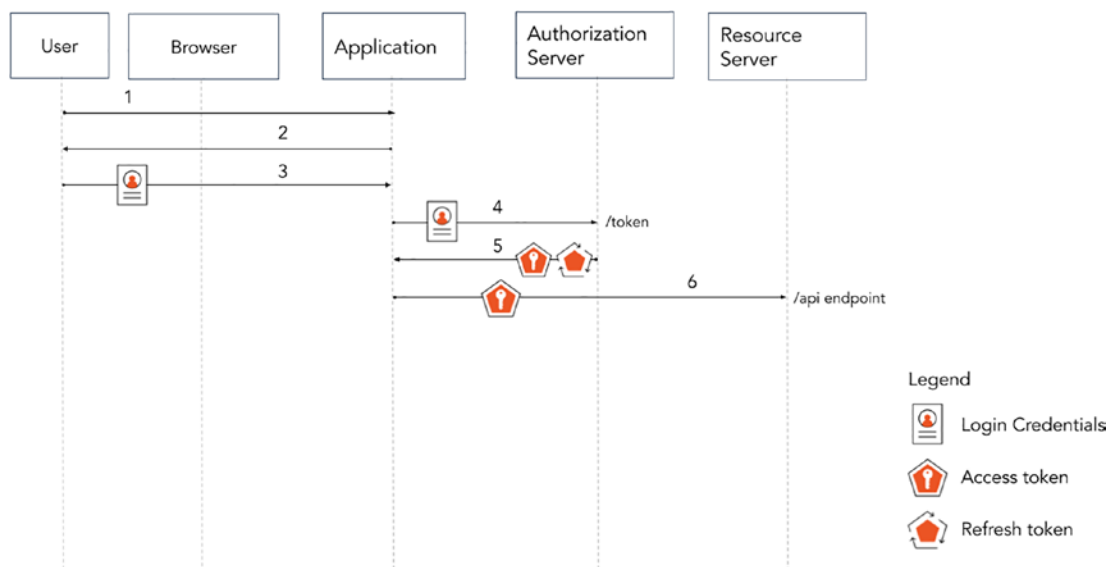 User
Browser
Application
Authorization
Server
Resource
Server
1
2
3
4
/token
5
6
/api endpoint
Legend
Login Credentials
Access token
Refresh token